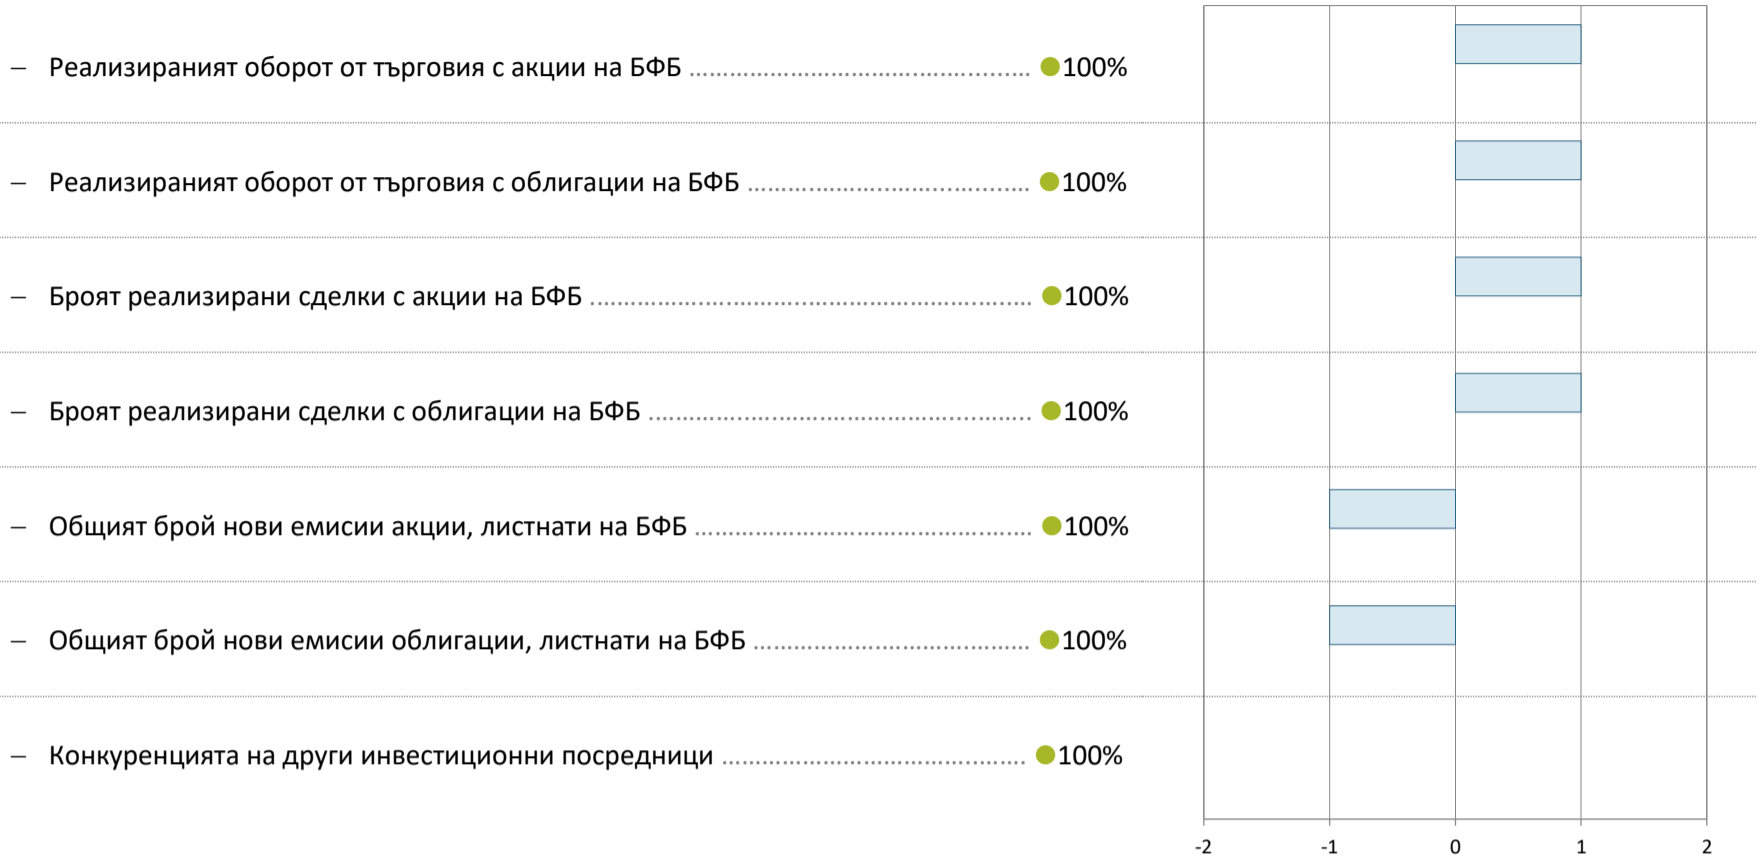 – Реализираният оборот от търговия с акции на БФБ ................................................ 100%
– Реализираният оборот от търговия с облигации на БФБ ........................................ 100%
– Броят реализирани сделки с акции на БФБ ................................................................ 100%
– Броят реализирани сделки с облигации на БФБ ........................................................ 100%
– Общият брой нови емисии акции, листнати на БФБ ................................................ 100%
– Общият брой нови емисии облигации, листнати на БФБ ........................................ 100%
– Конкуренцията на други инвестиционни посредници ............................................ 100%
-2 -1 0 1 2